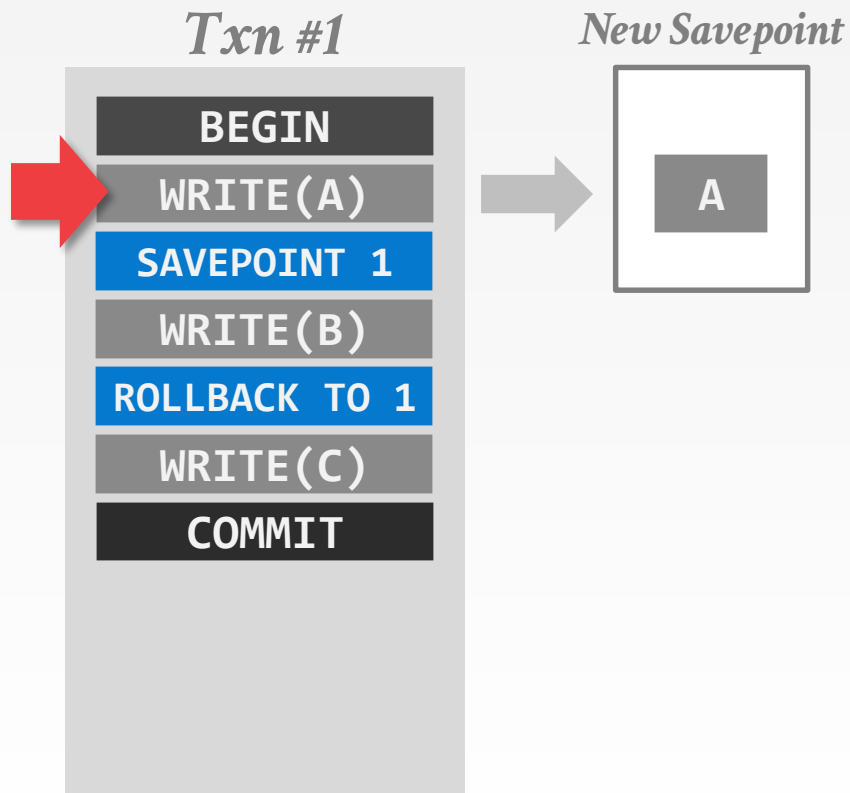 Txn #1
New Savepoint
BEGIN
WRITE(A)
A
SAVEPOINT 1
WRITE(B)
ROLLBACK TO 1
WRITE(C)
COMMIT